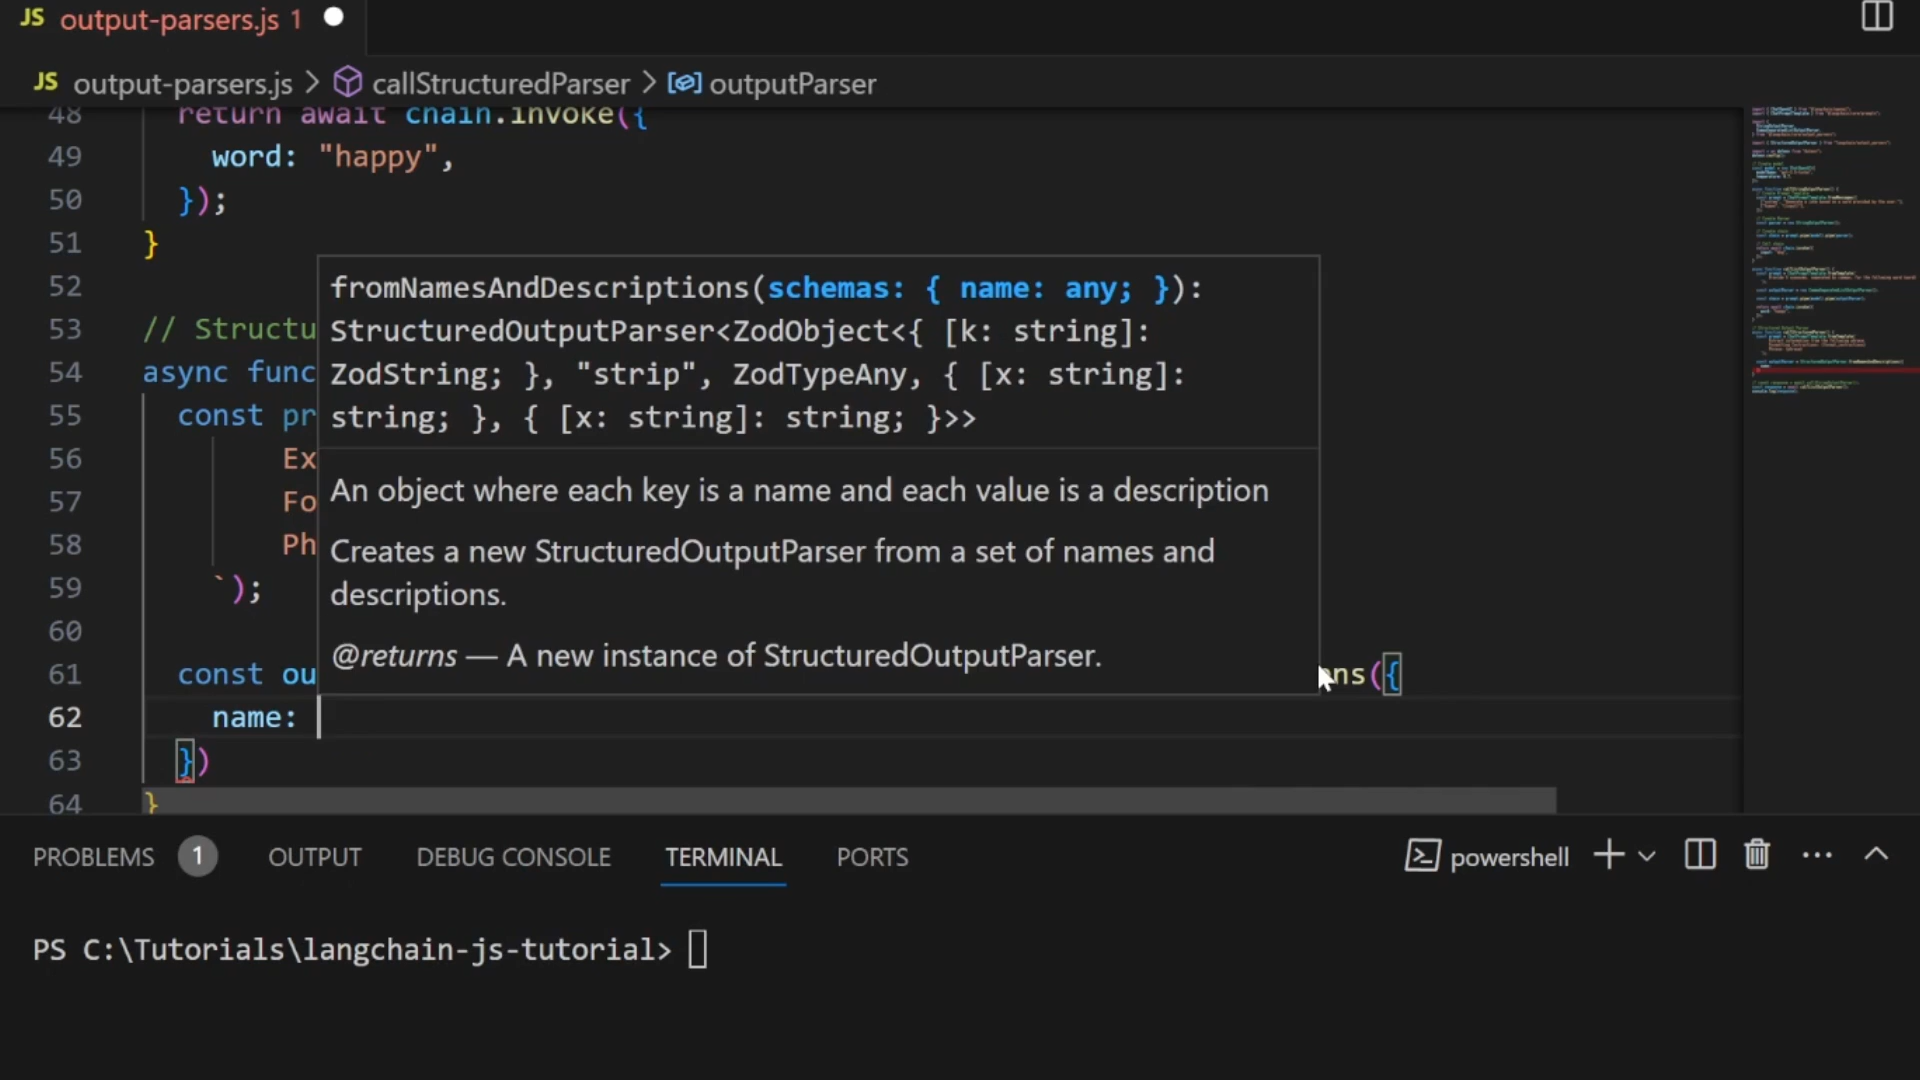 JS output-parsers.js 1
JS output-parsers.js > callStructuredParser > outputParser
48 return await chain.invoke({
49 word: "happy",
50 });
51 }
52
53 // Structu
54 async func
55 const pr
56 Ex
57 Fo
58 Ph
59 `);
60
61 const ou ns({
62 name:
63 })
64 }
fromNamesAndDescriptions(schemas: { name: any; }):
StructuredOutputParser<ZodObject<{ [k: string]:
ZodString; }, "strip", ZodTypeAny, { [x: string]:
string; }, { [x: string]: string; }>>
An object where each key is a name and each value is a description
Creates a new StructuredOutputParser from a set of names and
descriptions.
@returns — A new instance of StructuredOutputParser.
PROBLEMS 1 OUTPUT DEBUG CONSOLE TERMINAL PORTS powershell
PS C:\Tutorials\langchain-js-tutorial>